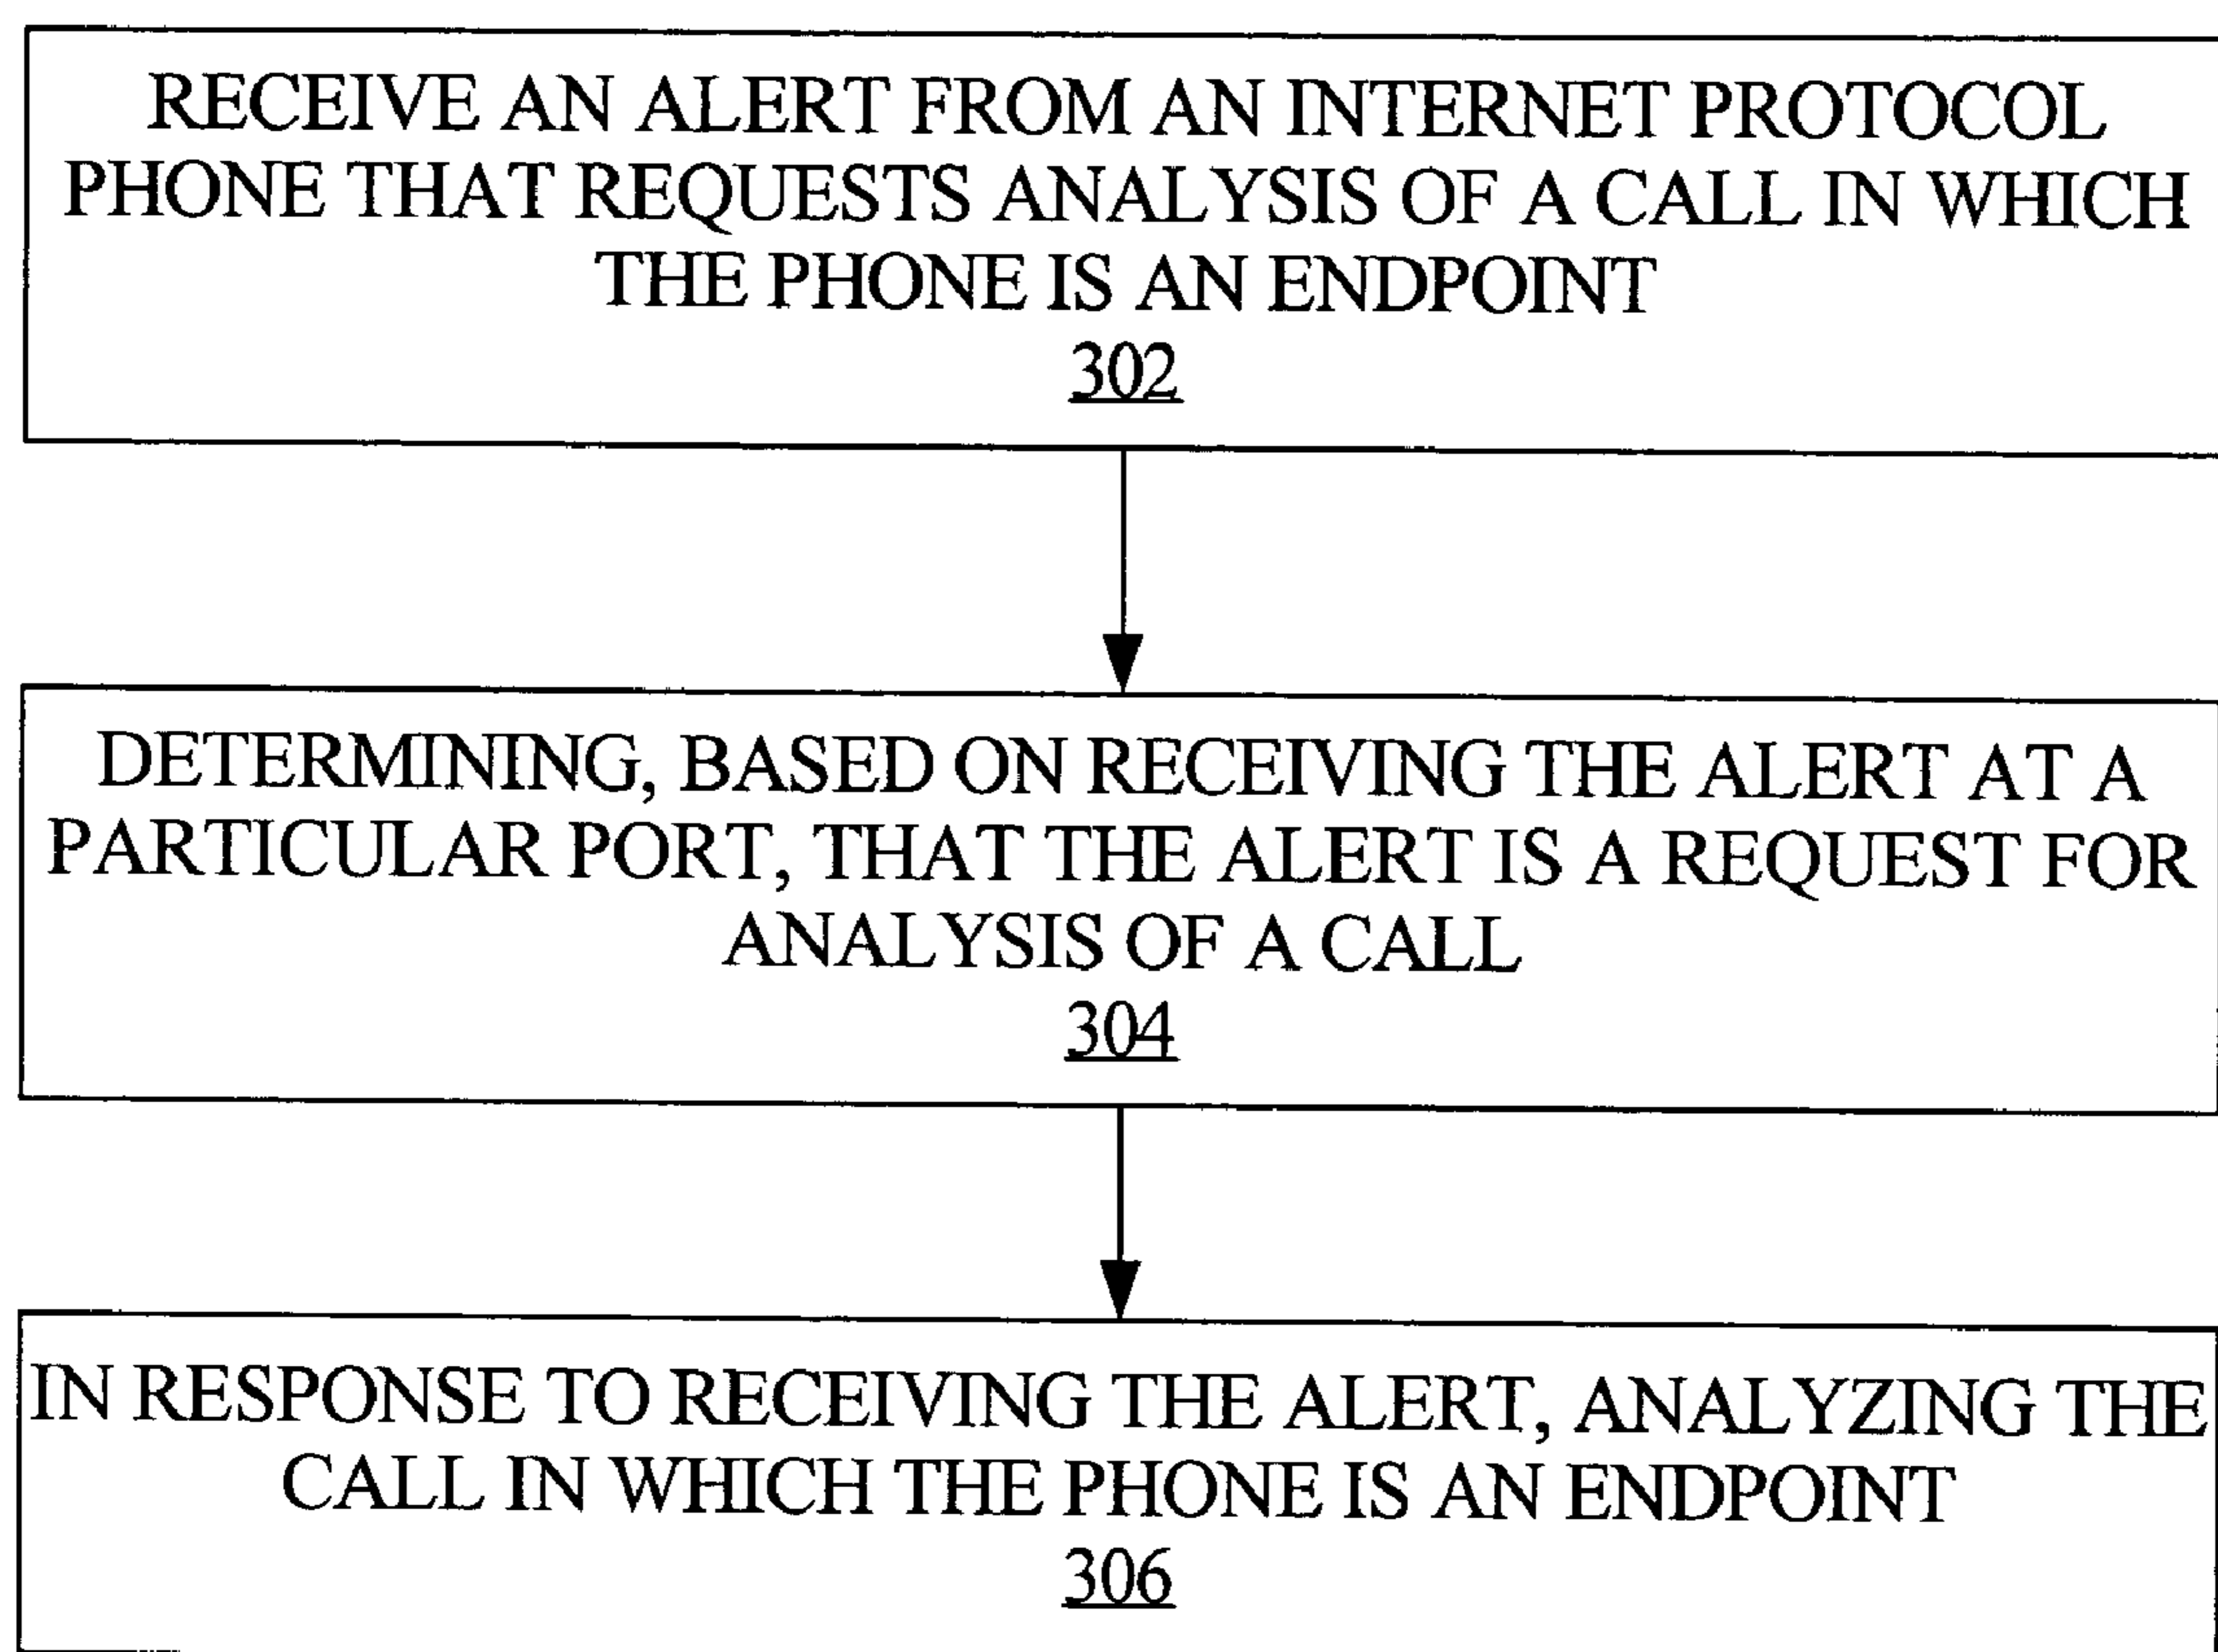 RECEIVE AN ALERT FROM AN INTERNET PROTOCOL
PHONE THAT REQUESTS ANALYSIS OF A CALL IN WHICH
THE PHONE IS AN ENDPOINT
302
DETERMINING, BASED ON RECEIVING THE ALERT AT A
PARTICULAR PORT, THAT THE ALERT IS A REQUEST FOR
ANALYSIS OF A CALL
304
IN RESPONSE TO RECEIVING THE ALERT, ANALYZING THE
CALL IN WHICH THE PHONE IS AN ENDPOINT
306